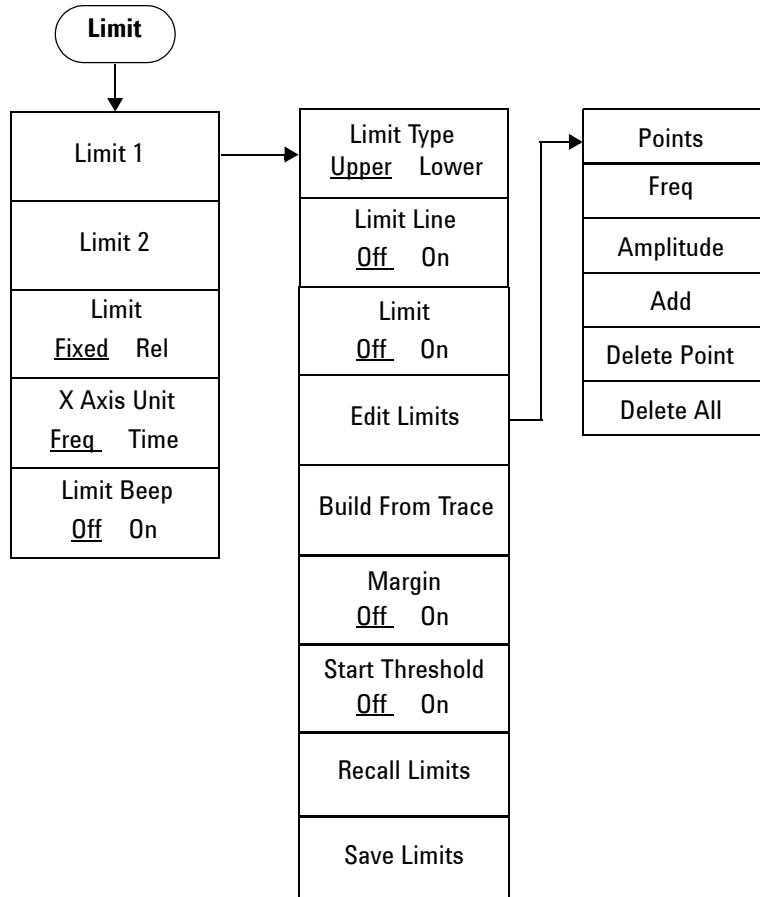 Limit
Limit 1
Limit 2
Limit
Fixed Rel
X Axis Unit
Freq Time
Limit Beep
Off On
Limit Type
Upper Lower
Limit Line
Off On
Limit
Off On
Edit Limits
Build From Trace
Margin
Off On
Start Threshold
Off On
Recall Limits
Save Limits
Points
Freq
Amplitude
Add
Delete Point
Delete All